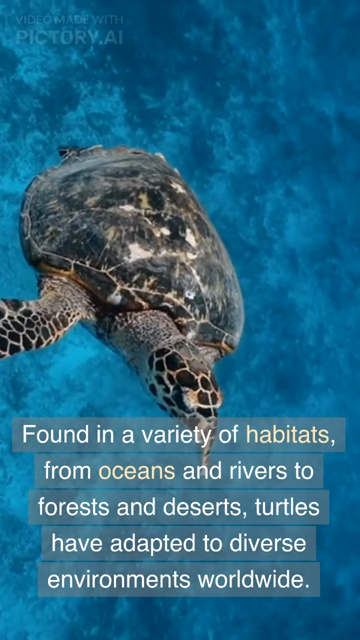 VIDEO MADE WITH
PICTORY.AI
Found in a variety of habitats,
from oceans and rivers to
forests and deserts, turtles
have adapted to diverse
environments worldwide.